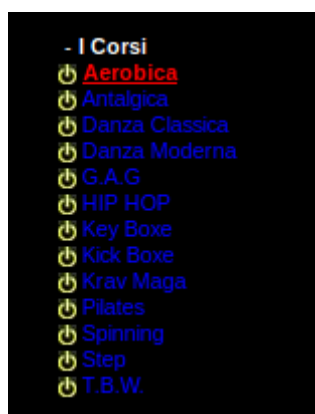 - I Corsi
Aerobica
Antalgica
Danza Classica
Danza Moderna
G.A.G
HIP HOP
Key Boxe
Kick Boxe
Krav Maga
Pilates
Spinning
Step
T.B.W.